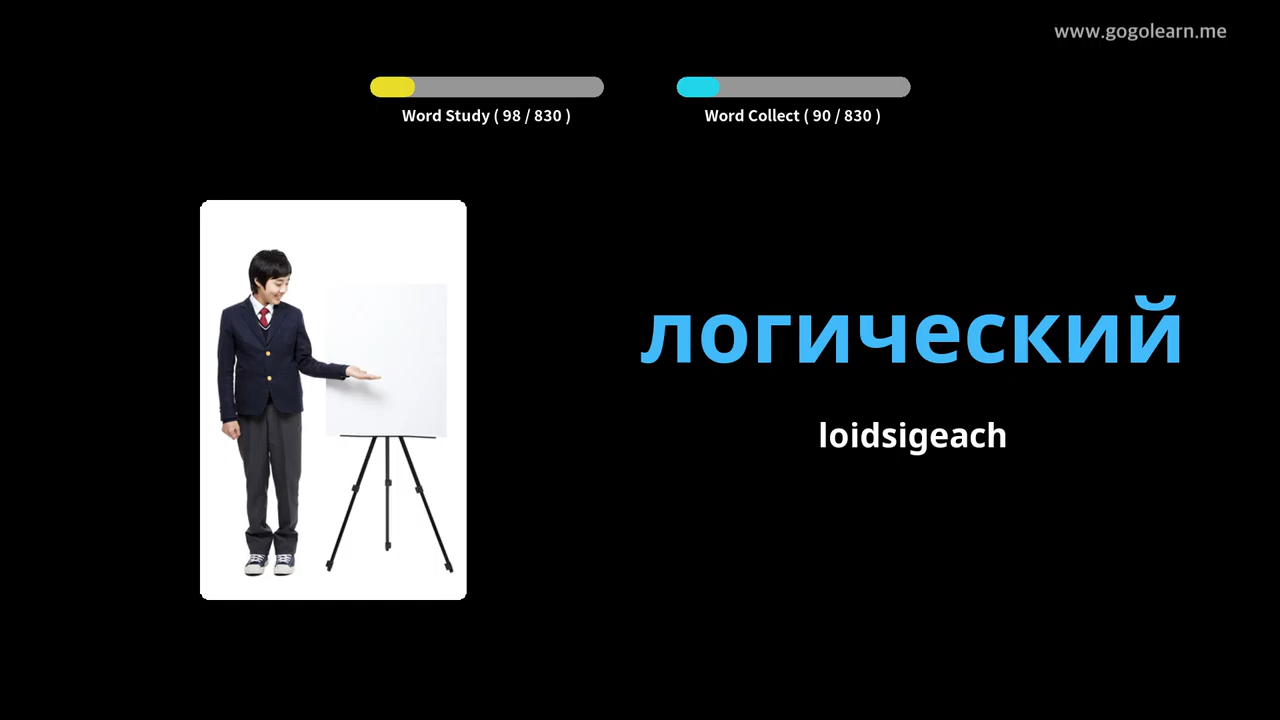 www.gogolearn.me
Word Study ( 98 / 830 )
Word Collect ( 90 / 830 )
логический
loidsigeach